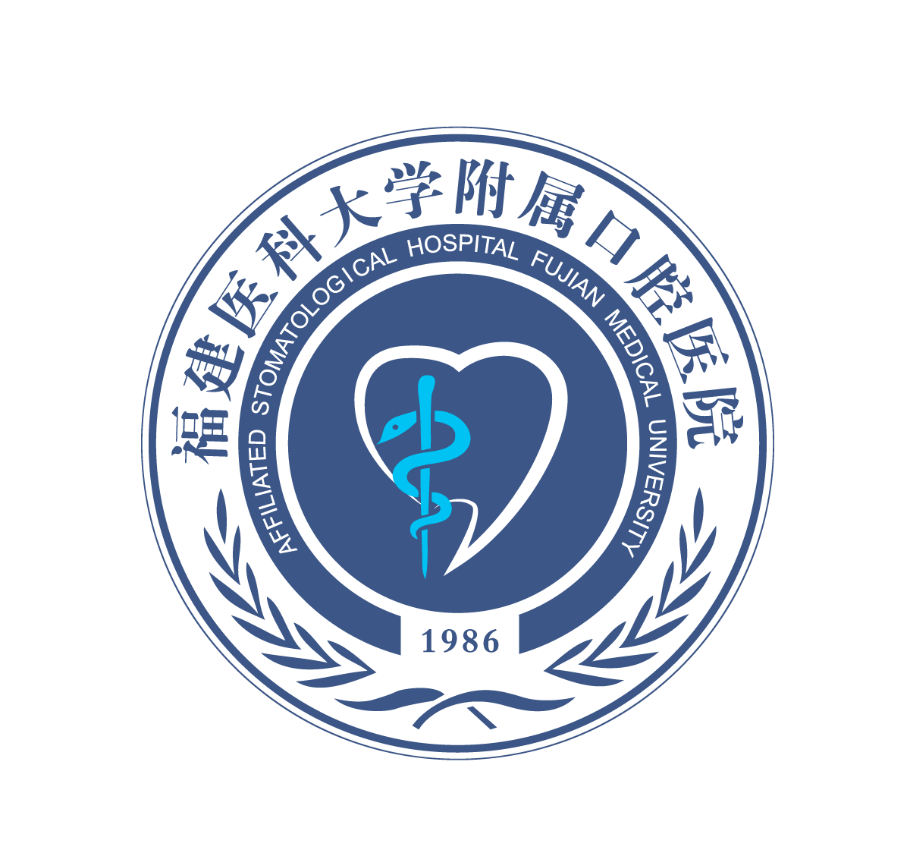 福建医科大学附属口腔医院
AFFILIATED STOMATOLOGICAL HOSPITAL FUJIAN MEDICAL UNIVERSITY
1986